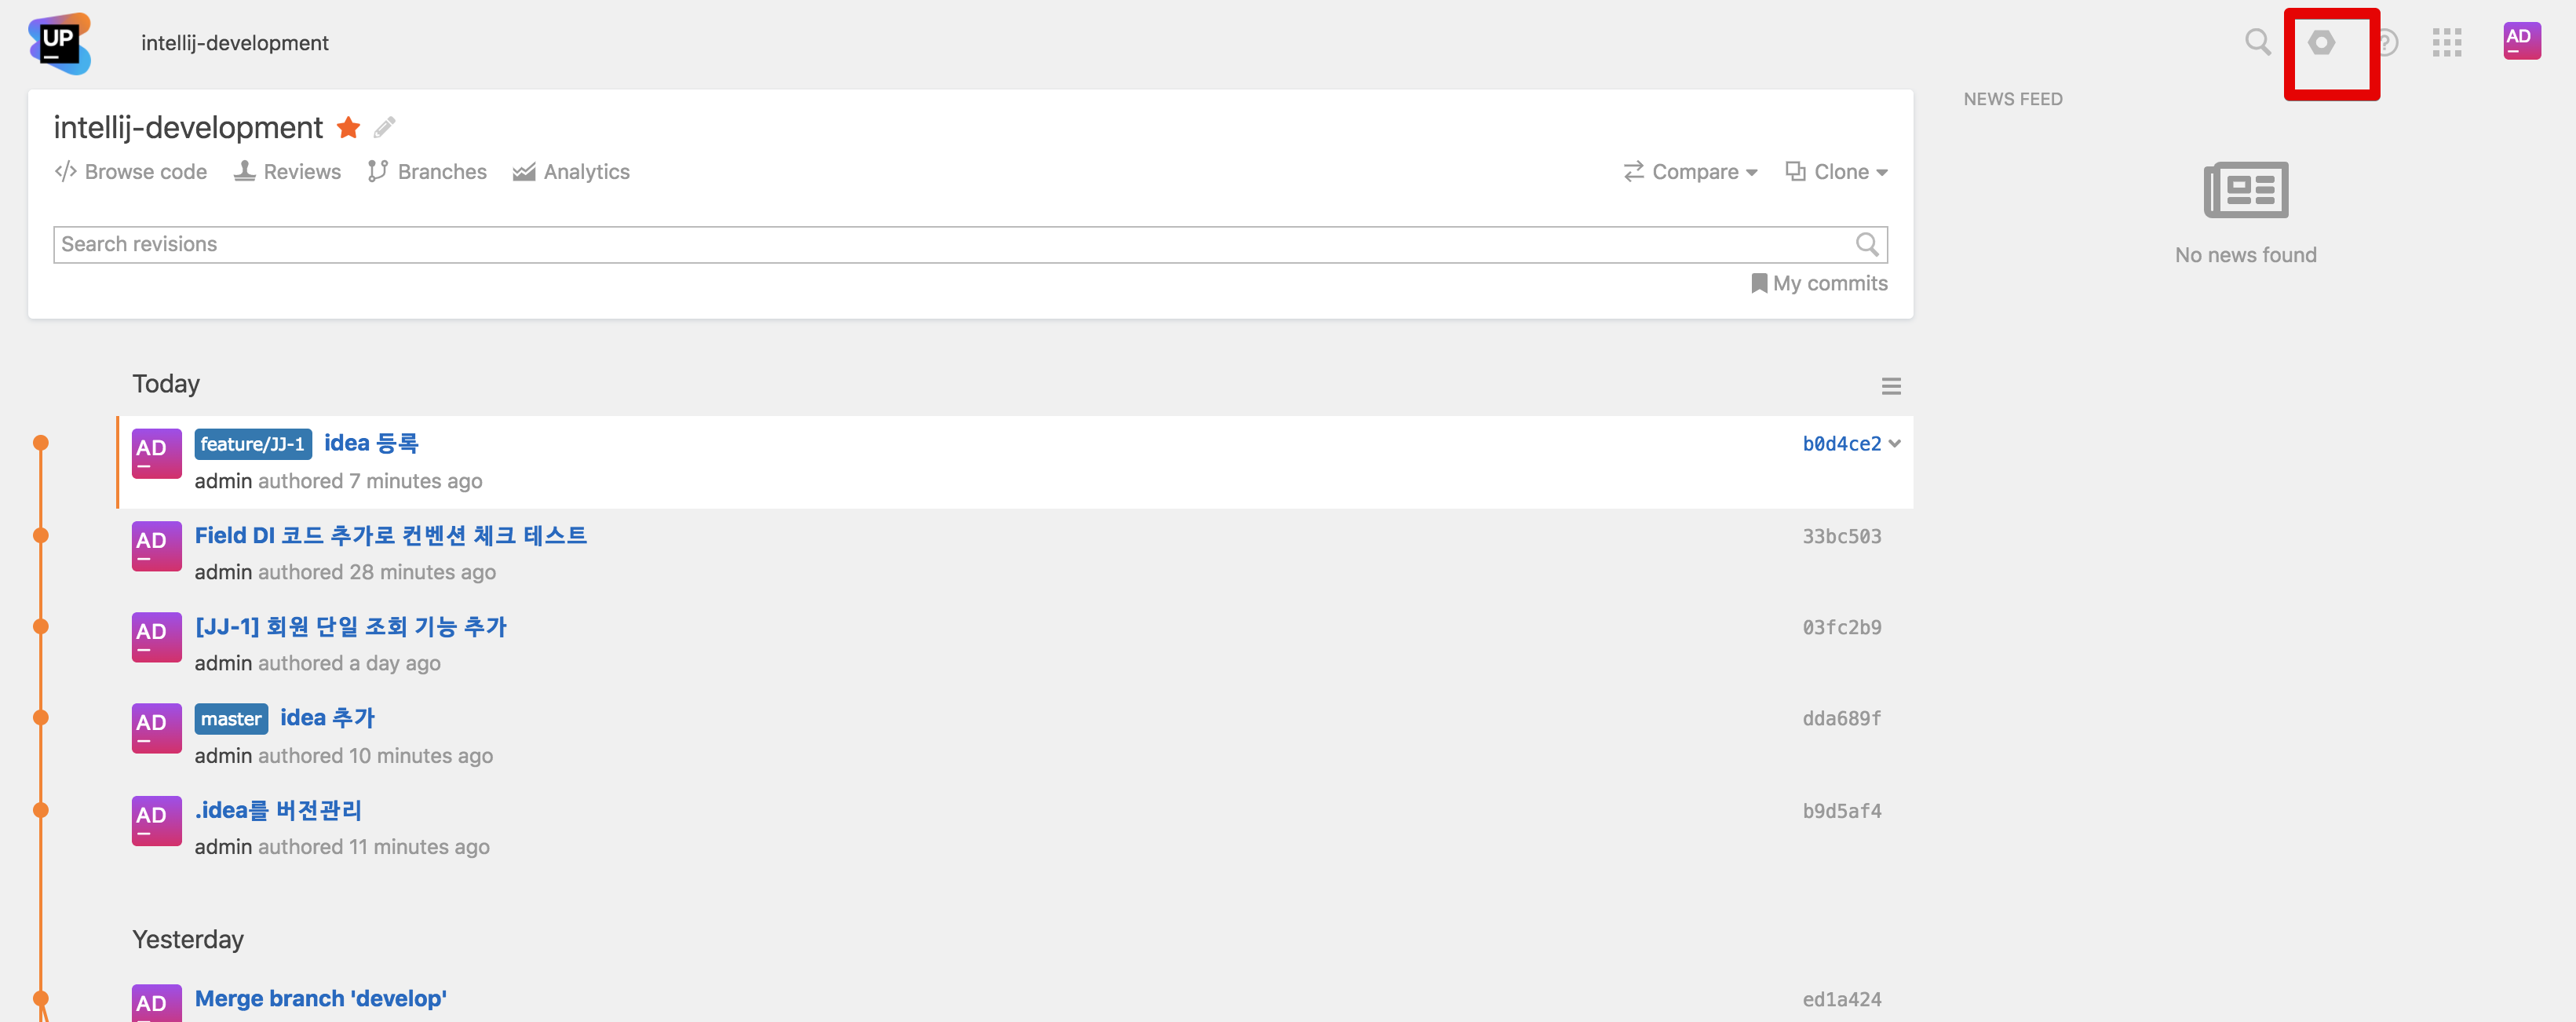 UP
intellij-development
?
AD
intellij-development
NEWS FEED
Browse code Reviews Branches Analytics Compare Clone
Search revisions
No news found
My commits
Today
AD feature/JJ-1 idea 등록 b0d4ce2
admin authored 7 minutes ago
AD Field DI 코드 추가로 컨벤션 체크 테스트 33bc503
admin authored 28 minutes ago
AD [JJ-1] 회원 단일 조회 기능 추가 03fc2b9
admin authored a day ago
AD master idea 추가 dda689f
admin authored 10 minutes ago
AD .idea를 버전관리 b9d5af4
admin authored 11 minutes ago
Yesterday
AD Merge branch 'develop' ed1a424